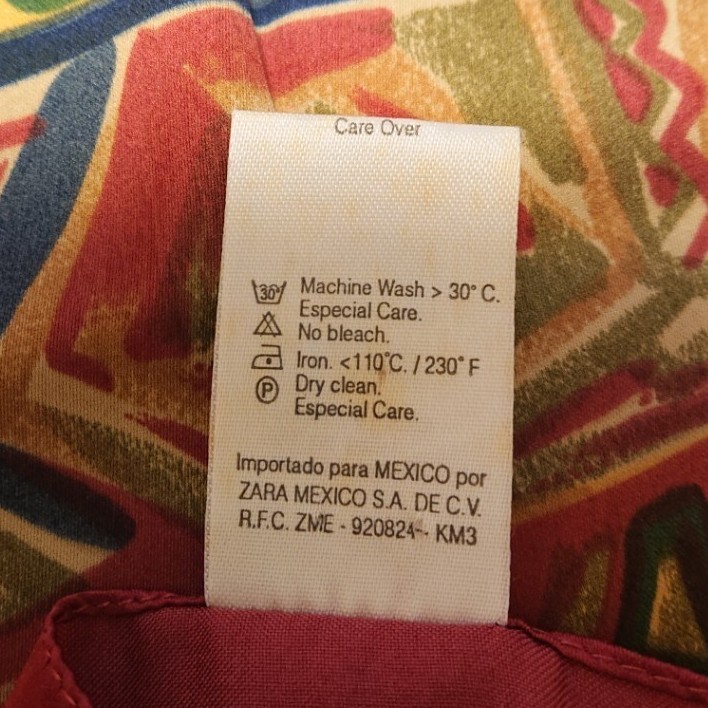 Care Over
30° Machine Wash > 30° C.
Especial Care.
No bleach.
Iron. <110°C. / 230° F
P Dry clean.
Especial Care.
Importado para MEXICO por
ZARA MEXICO S.A. DE C.V.
R.F.C. ZME - 920824-- KM3